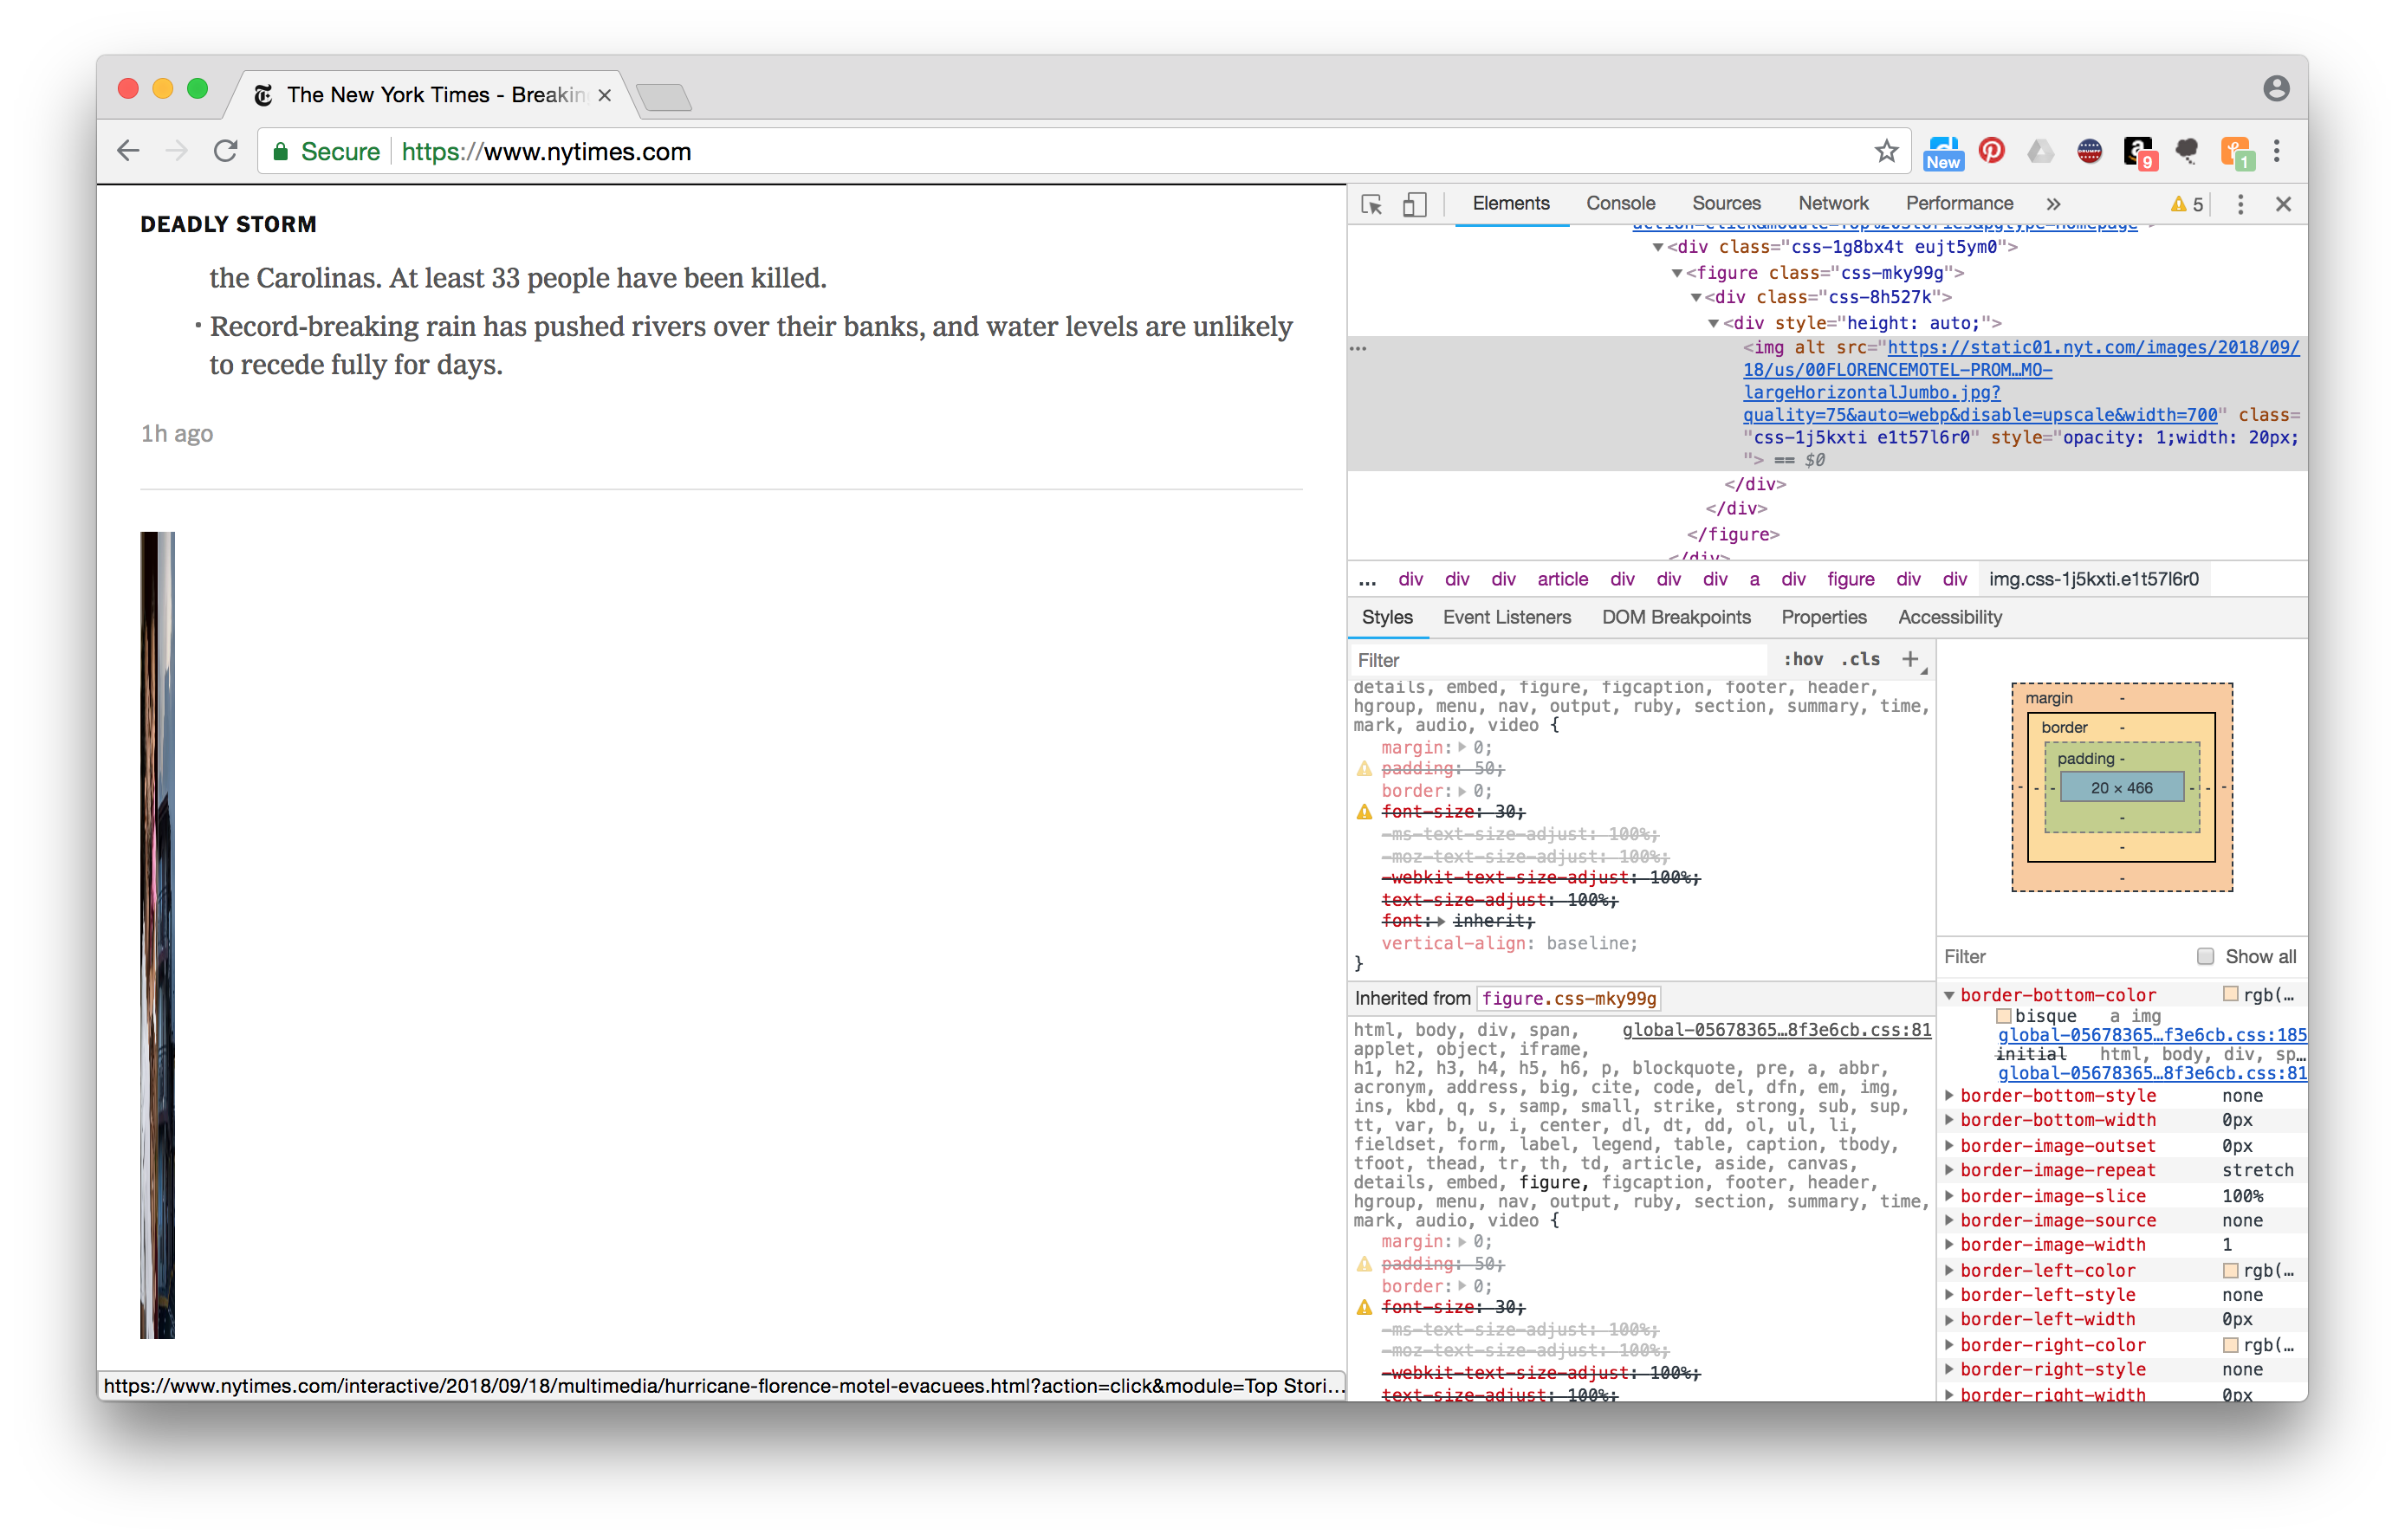 The New York Times - Breakin
Secure https://www.nytimes.com
New
9
1
DEADLY STORM
the Carolinas. At least 33 people have been killed.
· Record-breaking rain has pushed rivers over their banks, and water levels are unlikely
to recede fully for days.
1h ago
https://www.nytimes.com/interactive/2018/09/18/multimedia/hurricane-florence-motel-evacuees.html?action=click&module=Top Stori...
Elements Console Sources Network Performance » 5
action=click&module=Top%20Stories&pgtype=Homepage">
▼<div class="css-1g8bx4t eujt5ym0">
▼<figure class="css-mky99g">
▼<div class="css-8h527k">
▼<div style="height: auto;">
<img alt src="https://static01.nyt.com/images/2018/09/
18/us/00FLORENCEMOTEL-PROM…MO-
largeHorizontalJumbo.jpg?
quality=75&auto=webp&disable=upscale&width=700" class=
"css-1j5kxti e1t57l6r0" style="opacity: 1;width: 20px;
"> == $0
</div>
</div>
</figure>
</div>
... div div div article div div div a div figure div div img.css-1j5kxti.e1t57l6r0
Styles Event Listeners DOM Breakpoints Properties Accessibility
Filter :hov .cls +
details, embed, figure, figcaption, footer, header,
hgroup, menu, nav, output, ruby, section, summary, time,
mark, audio, video {
margin:▶0;
padding: 50;
border:▶0;
font-size: 30;
-ms-text-size-adjust: 100%;
-moz-text-size-adjust: 100%;
-webkit-text-size-adjust: 100%;
text-size-adjust: 100%;
font:▶inherit;
vertical-align: baseline;
}
Inherited from figure.css-mky99g
html, body, div, span, global-05678365…8f3e6cb.css:81
applet, object, iframe,
h1, h2, h3, h4, h5, h6, p, blockquote, pre, a, abbr,
acronym, address, big, cite, code, del, dfn, em, img,
ins, kbd, q, s, samp, small, strike, strong, sub, sup,
tt, var, b, u, i, center, dl, dt, dd, ol, ul, li,
fieldset, form, label, legend, table, caption, tbody,
tfoot, thead, tr, th, td, article, aside, canvas,
details, embed, figure, figcaption, footer, header,
hgroup, menu, nav, output, ruby, section, summary, time,
mark, audio, video {
margin:▶0;
padding: 50;
border:▶0;
font-size: 30;
-ms-text-size-adjust: 100%;
-moz-text-size-adjust: 100%;
-webkit-text-size-adjust: 100%;
text-size-adjust: 100%;
margin -
border -
padding -
- - - 20 × 466 - - -
-
-
-
Filter Show all
▼border-bottom-color rgb(…
bisque a img
global-05678365…f3e6cb.css:185
initial html, body, div, sp…
global-05678365…8f3e6cb.css:81
▶border-bottom-style none
▶border-bottom-width 0px
▶border-image-outset 0px
▶border-image-repeat stretch
▶border-image-slice 100%
▶border-image-source none
▶border-image-width 1
▶border-left-color rgb(…
▶border-left-style none
▶border-left-width 0px
▶border-right-color rgb(…
▶border-right-style none
▶border-right-width 0px